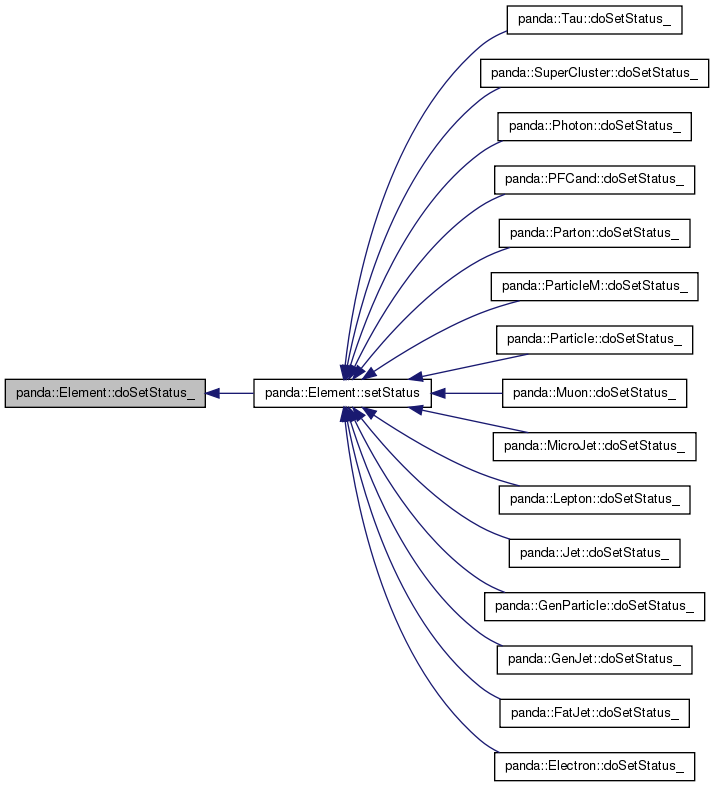 panda::Tau::doSetStatus_
panda::SuperCluster::doSetStatus_
panda::Photon::doSetStatus_
panda::PFCand::doSetStatus_
panda::Parton::doSetStatus_
panda::ParticleM::doSetStatus_
panda::Particle::doSetStatus_
panda::Element::doSetStatus_
panda::Element::setStatus
panda::Muon::doSetStatus_
panda::MicroJet::doSetStatus_
panda::Lepton::doSetStatus_
panda::Jet::doSetStatus_
panda::GenParticle::doSetStatus_
panda::GenJet::doSetStatus_
panda::FatJet::doSetStatus_
panda::Electron::doSetStatus_